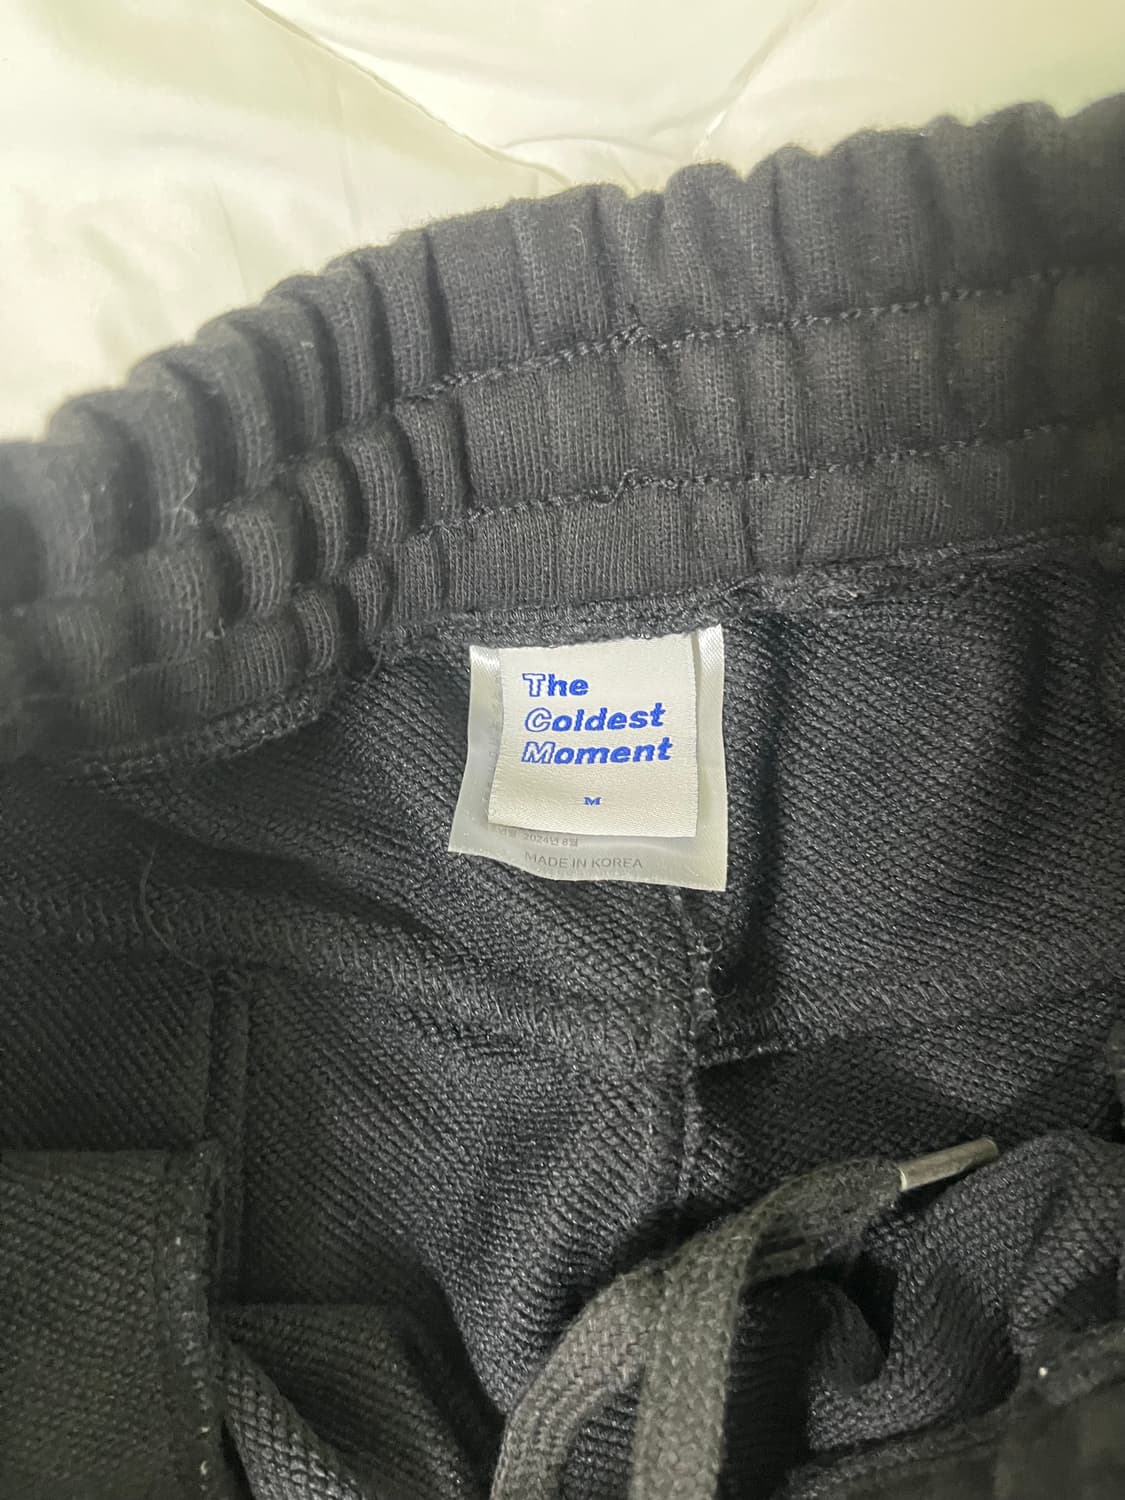 The
Coldest
Moment
M
2024년 8월
MADE IN KOREA